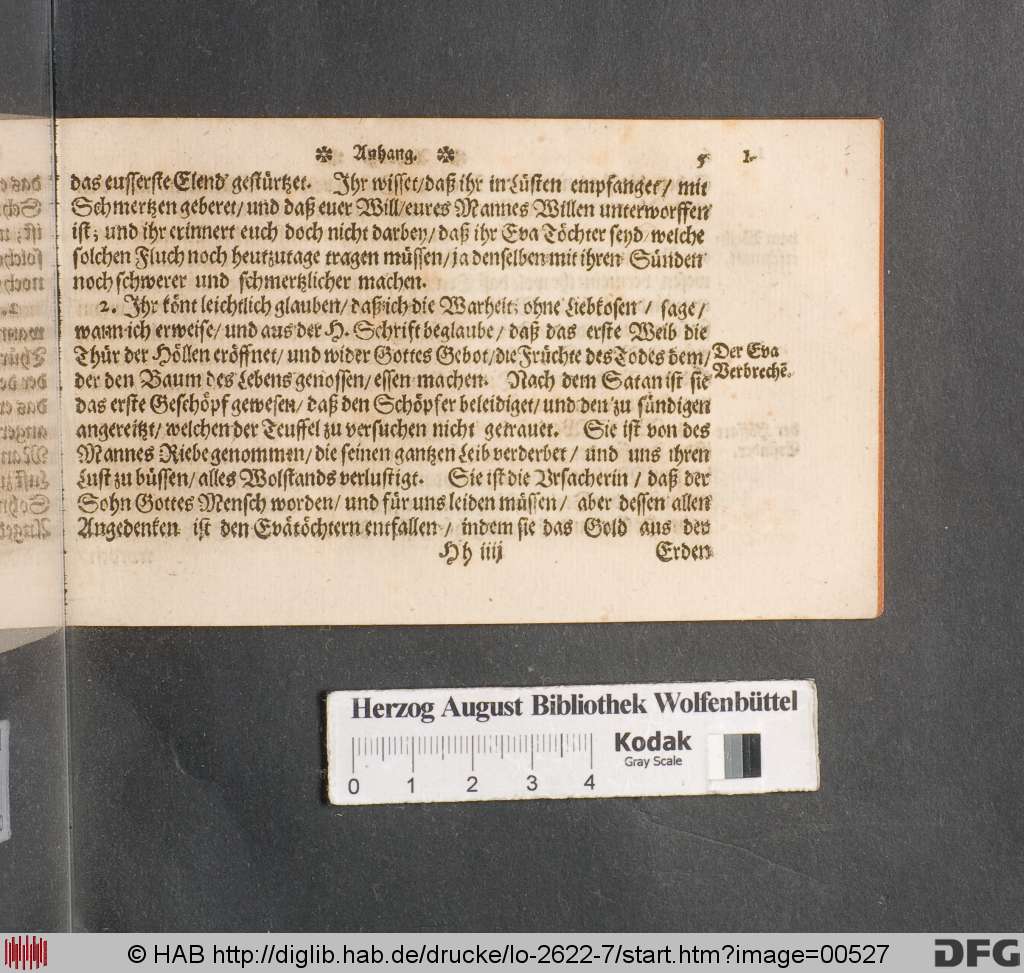 ✼ Anhang. ✼ 5 1.
das eusserste Elend gestürtzet. Ihr wisset/daß ihr in Lüsten empfanget/ mit
Schmertzen geberet/ und daß euer Will/ eures Mannes Willen unterworffen
ist; und ihr erinnert euch doch nicht darbey/ daß ihr Eva Töchter seyd/ welche
solchen Fluch noch heutzutage tragen müssen/ ja denselben mit ihren Sünden
noch schwerer und schmertzlicher machen.
2. Ihr könt leichtlich glauben/ daß ich die Warheit, ohne Liebkosen / sage/
wann ich erweise/ und aus der H. Schrift beglaube/ daß das erste Weib die
Thür der Höllen eröffnet/ und wider Gottes Gebot/ die Früchte des Todes dem/
der den Baum des Lebens genossen/ essen machen. Nach dem Satan ist sie
das erste Geschöpf gewesen/ daß den Schöpfer beleidiget/ und den zu sündigen
angereitzt/ welchen der Teuffel zu versuchen nicht getrauet. Sie ist von des
Mannes Riebe genommen/ die seinen gantzen Leib verderbet/ und uns ihren
Lust zu büssen/ alles Wolstands verlustigt. Sie ist die Ursacherin / daß der
Sohn Gottes Mensch worden/ und für uns leiden müssen/ aber dessen allen
Angedenken ist den Evätöchtern entfallen/ indem sie das Gold aus der
Hh iiij Erden
Der Eva
Verbrechē.
Herzog August Bibliothek Wolfenbüttel
Kodak
Gray Scale
0 1 2 3 4
© HAB http://diglib.hab.de/drucke/lo-2622-7/start.htm?image=00527
DFG